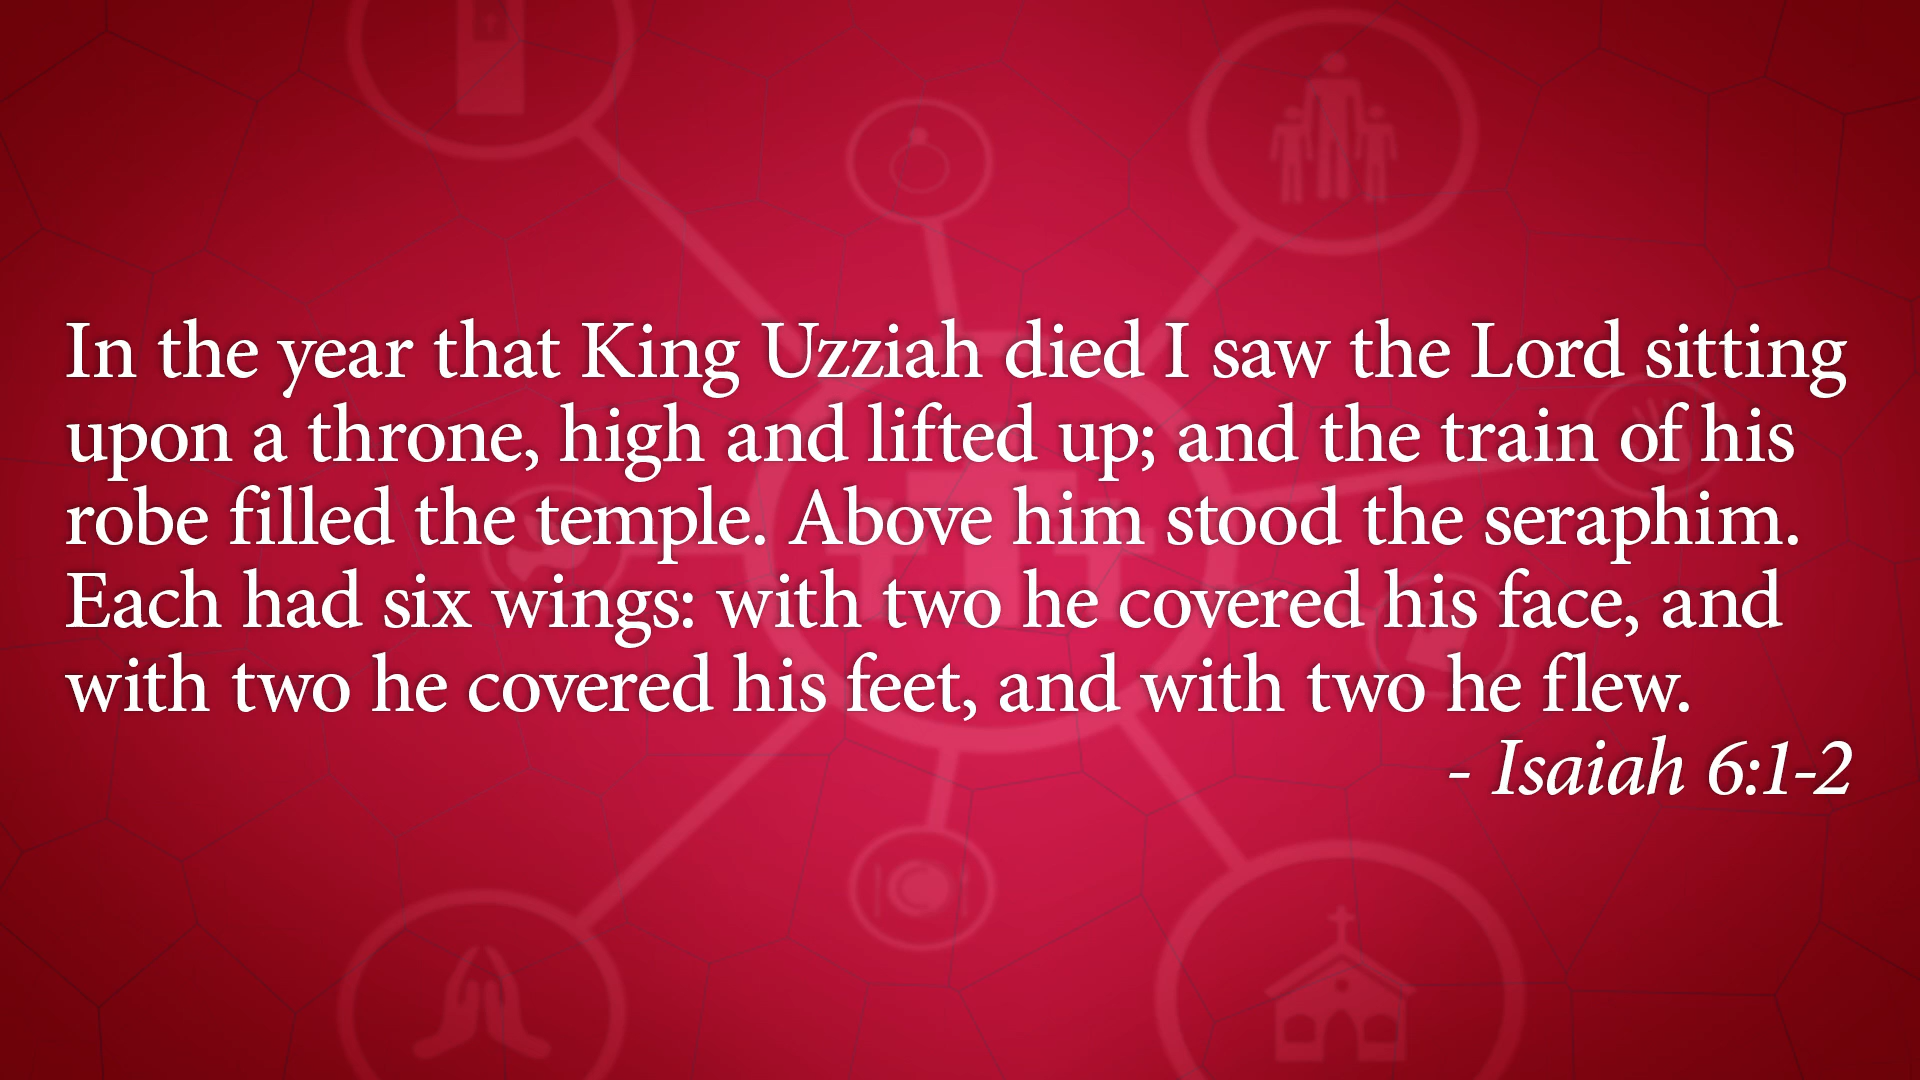 In the year that King Uzziah died I saw the Lord sitting
upon a throne, high and lifted up; and the train of his
robe filled the temple. Above him stood the seraphim.
Each had six wings: with two he covered his face, and
with two he covered his feet, and with two he flew.
- Isaiah 6:1-2